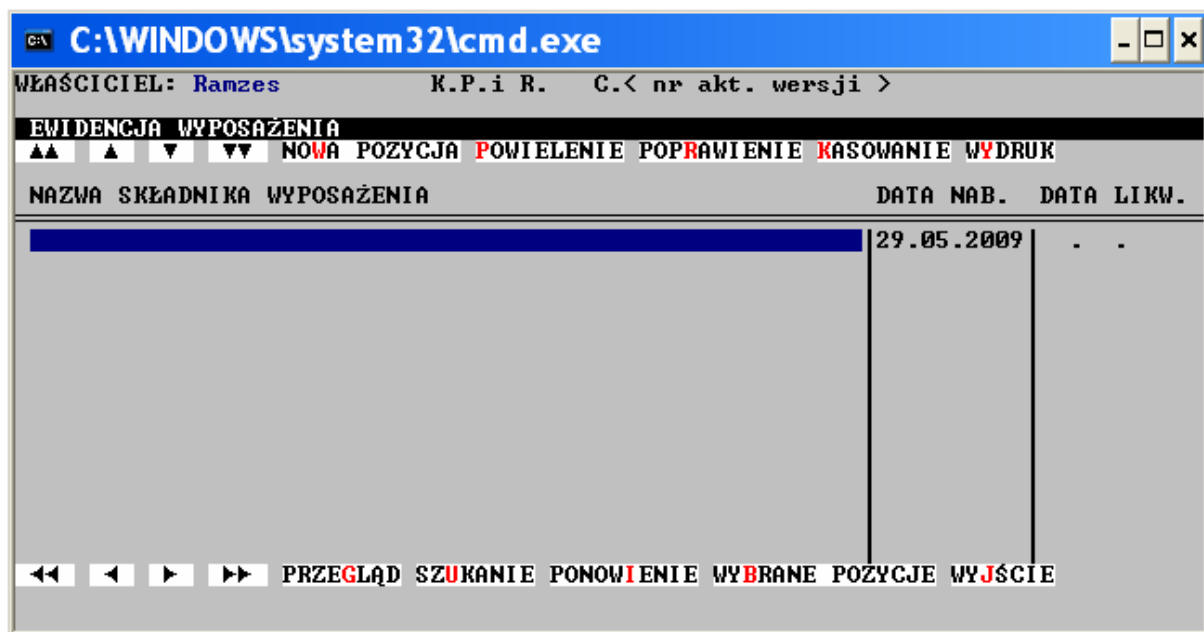 C:\WINDOWS\system32\cmd.exe
WŁAŚCICIEL: Ramzes K.P.i R. C.< nr akt. wersji >
EWIDENCJA WYPOSAŻENIA
▲▲ ▲ ▼ ▼▼ NOWA POZYCJA POWIELENIE POPRAWIENIE KASOWANIE WYDRUK
NAZWA SKŁADNIKA WYPOSAŻENIA DATA NAB. DATA LIKW.
29.05.2009 . .
◄◄ ◄ ► ►► PRZEGLĄD SZUKANIE PONOWIENIE WYBRANE POZYCJE WYJŚCIE